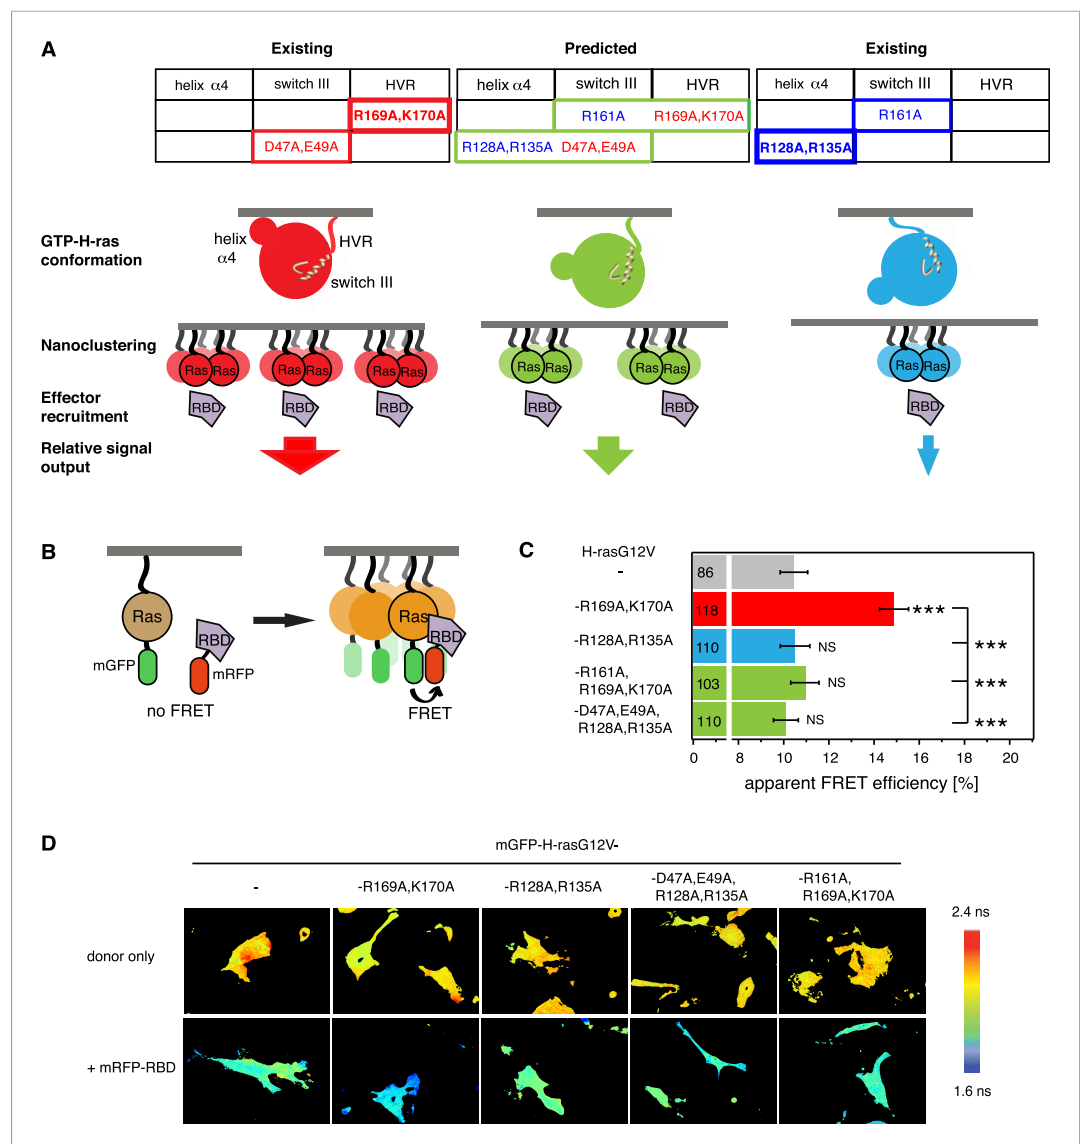 A
Existing
Predicted
Existing
helix α4
switch III
HVR
helix α4
switch III
HVR
helix α4
switch III
HVR
R169A,K170A
R161A
R169A,K170A
R161A
D47A,E49A
R128A,R135A
D47A,E49A
R128A,R135A
GTP-H-ras
conformation
helix
α4
HVR
switch III
Nanoclustering
Ras Ras
Ras Ras
Ras Ras
Ras Ras
Ras Ras
Ras Ras
Effector
recruitment
RBD
RBD
RBD
RBD
RBD
RBD
Relative signal
output
B
Ras
RBD
mGFP
mRFP
no FRET
Ras
RBD
FRET
C
H-rasG12V
-
86
-R169A,K170A
118
***
-R128A,R135A
110
NS
***
-R161A,
R169A,K170A
103
NS
***
-D47A,E49A,
R128A,R135A
110
NS
***
0 8 10 12 14 16 18 20
apparent FRET efficiency [%]
D
mGFP-H-rasG12V-
-
-R169A,K170A
-R128A,R135A
-D47A,E49A,
R128A,R135A
-R161A,
R169A,K170A
donor only
+ mRFP-RBD
2.4 ns
1.6 ns